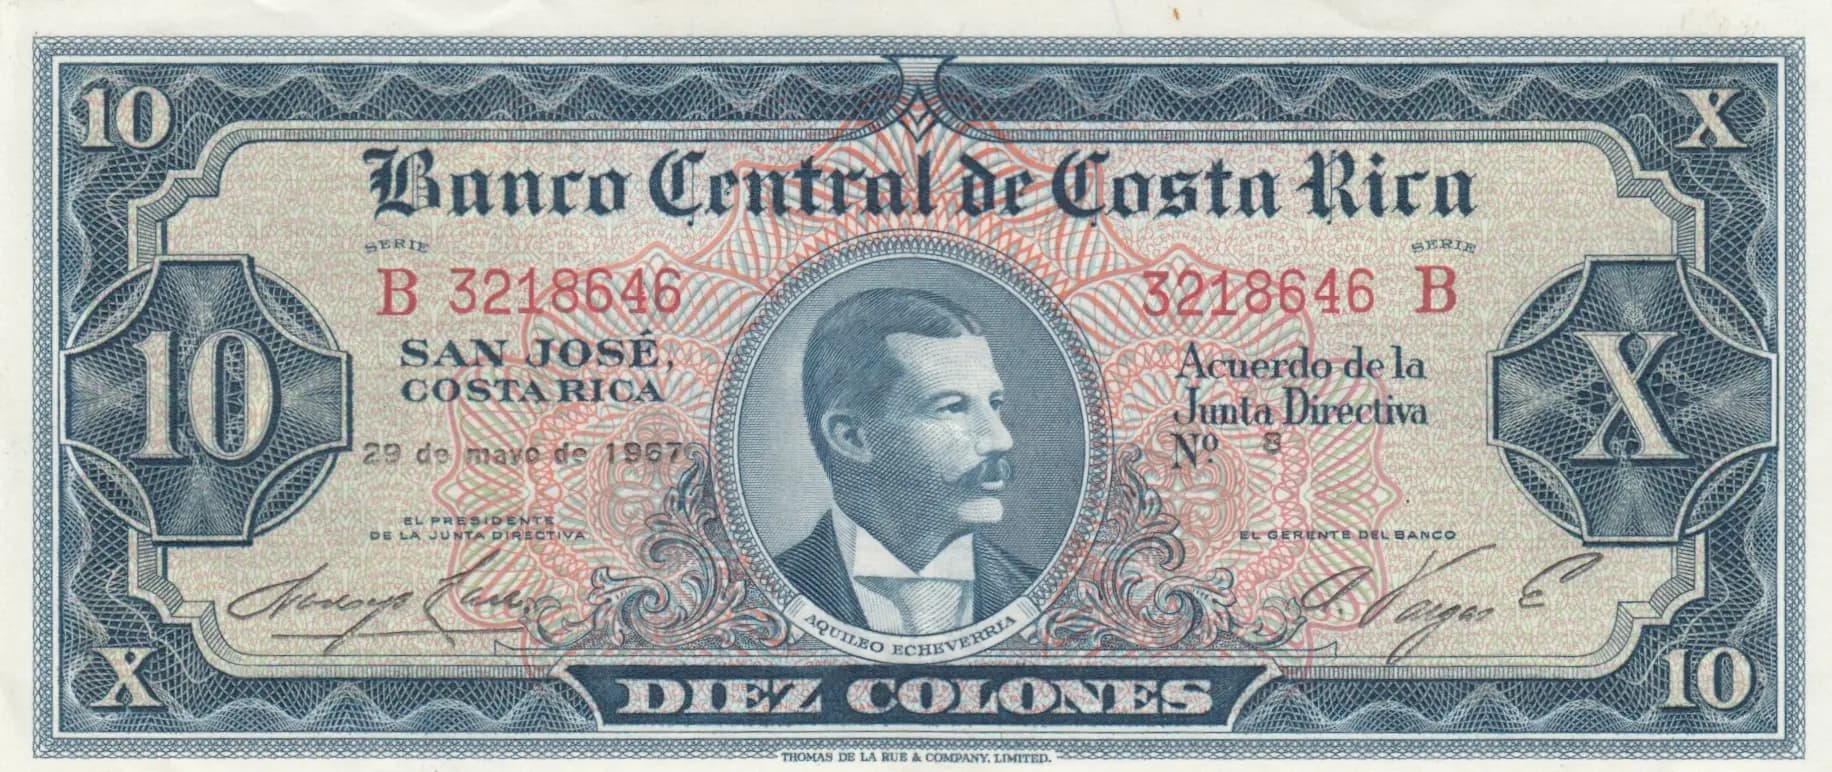 10
X
Banco Central de Costa Rica
SERIE
SERIE
B 3218646
3218646 B
SAN JOSÉ,
COSTA RICA
29 de mayo de 1967
Acuerdo de la
Junta Directiva
Nº 8
10
X
EL PRESIDENTE
DE LA JUNTA DIRECTIVA
EL GERENTE DEL BANCO
AQUILEO ECHEVERRIA
X
10
DIEZ COLONES
THOMAS DE LA RUE & COMPANY, LIMITED.